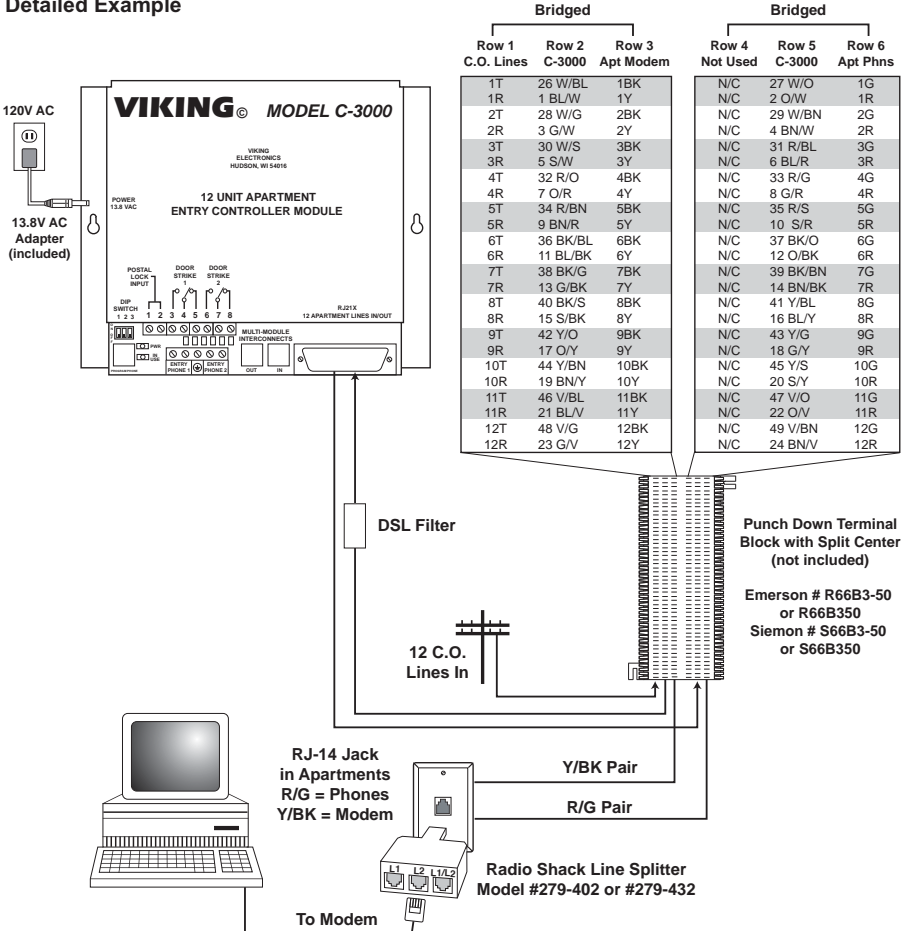 Detailed Example
Bridged
Bridged
Row 1 Row 2 Row 3
C.O. Lines C-3000 Apt Modem
Row 4 Row 5 Row 6
Not Used C-3000 Apt Phns
1T 26 W/BL 1BK N/C 27 W/O 1G
1R 1 BL/W 1Y N/C 2 O/W 1R
2T 28 W/G 2BK N/C 29 W/BN 2G
2R 3 G/W 2Y N/C 4 BN/W 2R
3T 30 W/S 3BK N/C 31 R/BL 3G
3R 5 S/W 3Y N/C 6 BL/R 3R
4T 32 R/O 4BK N/C 33 R/G 4G
4R 7 O/R 4Y N/C 8 G/R 4R
5T 34 R/BN 5BK N/C 35 R/S 5G
5R 9 BN/R 5Y N/C 10 S/R 5R
6T 36 BK/BL 6BK N/C 37 BK/O 6G
6R 11 BL/BK 6Y N/C 12 O/BK 6R
7T 38 BK/G 7BK N/C 39 BK/BN 7G
7R 13 G/BK 7Y N/C 14 BN/BK 7R
8T 40 BK/S 8BK N/C 41 Y/BL 8G
8R 15 S/BK 8Y N/C 16 BL/Y 8R
9T 42 Y/O 9BK N/C 43 Y/G 9G
9R 17 O/Y 9Y N/C 18 G/Y 9R
10T 44 Y/BN 10BK N/C 45 Y/S 10G
10R 19 BN/Y 10Y N/C 20 S/Y 10R
11T 46 V/BL 11BK N/C 47 V/O 11G
11R 21 BL/V 11Y N/C 22 O/V 11R
12T 48 V/G 12BK N/C 49 V/BN 12G
12R 23 G/V 12Y N/C 24 BN/V 12R
120V AC
13.8V AC
Adapter
(included)
VIKING© MODEL C-3000
VIKING
ELECTRONICS
HUDSON, WI 54016
POWER
13.8 VAC
12 UNIT APARTMENT
ENTRY CONTROLLER MODULE
POSTAL
LOCK
INPUT
DOOR
STRIKE
1
DOOR
STRIKE
2
DIP
SWITCH
1 2 3
1 2 3 4 5 6 7 8
RJ21X
12 APARTMENT LINES IN/OUT
PWR
IN
USE
MULTI-MODULE
INTERCONNECTS
ENTRY
PHONE 1
ENTRY
PHONE 2
OUT IN
DSL Filter
Punch Down Terminal
Block with Split Center
(not included)
Emerson # R66B3-50
or R66B350
Siemon # S66B3-50
or S66B350
12 C.O.
Lines In
RJ-14 Jack
in Apartments
R/G = Phones
Y/BK = Modem
Y/BK Pair
R/G Pair
L1 L2 L1/L2
Radio Shack Line Splitter
Model #279-402 or #279-432
To Modem